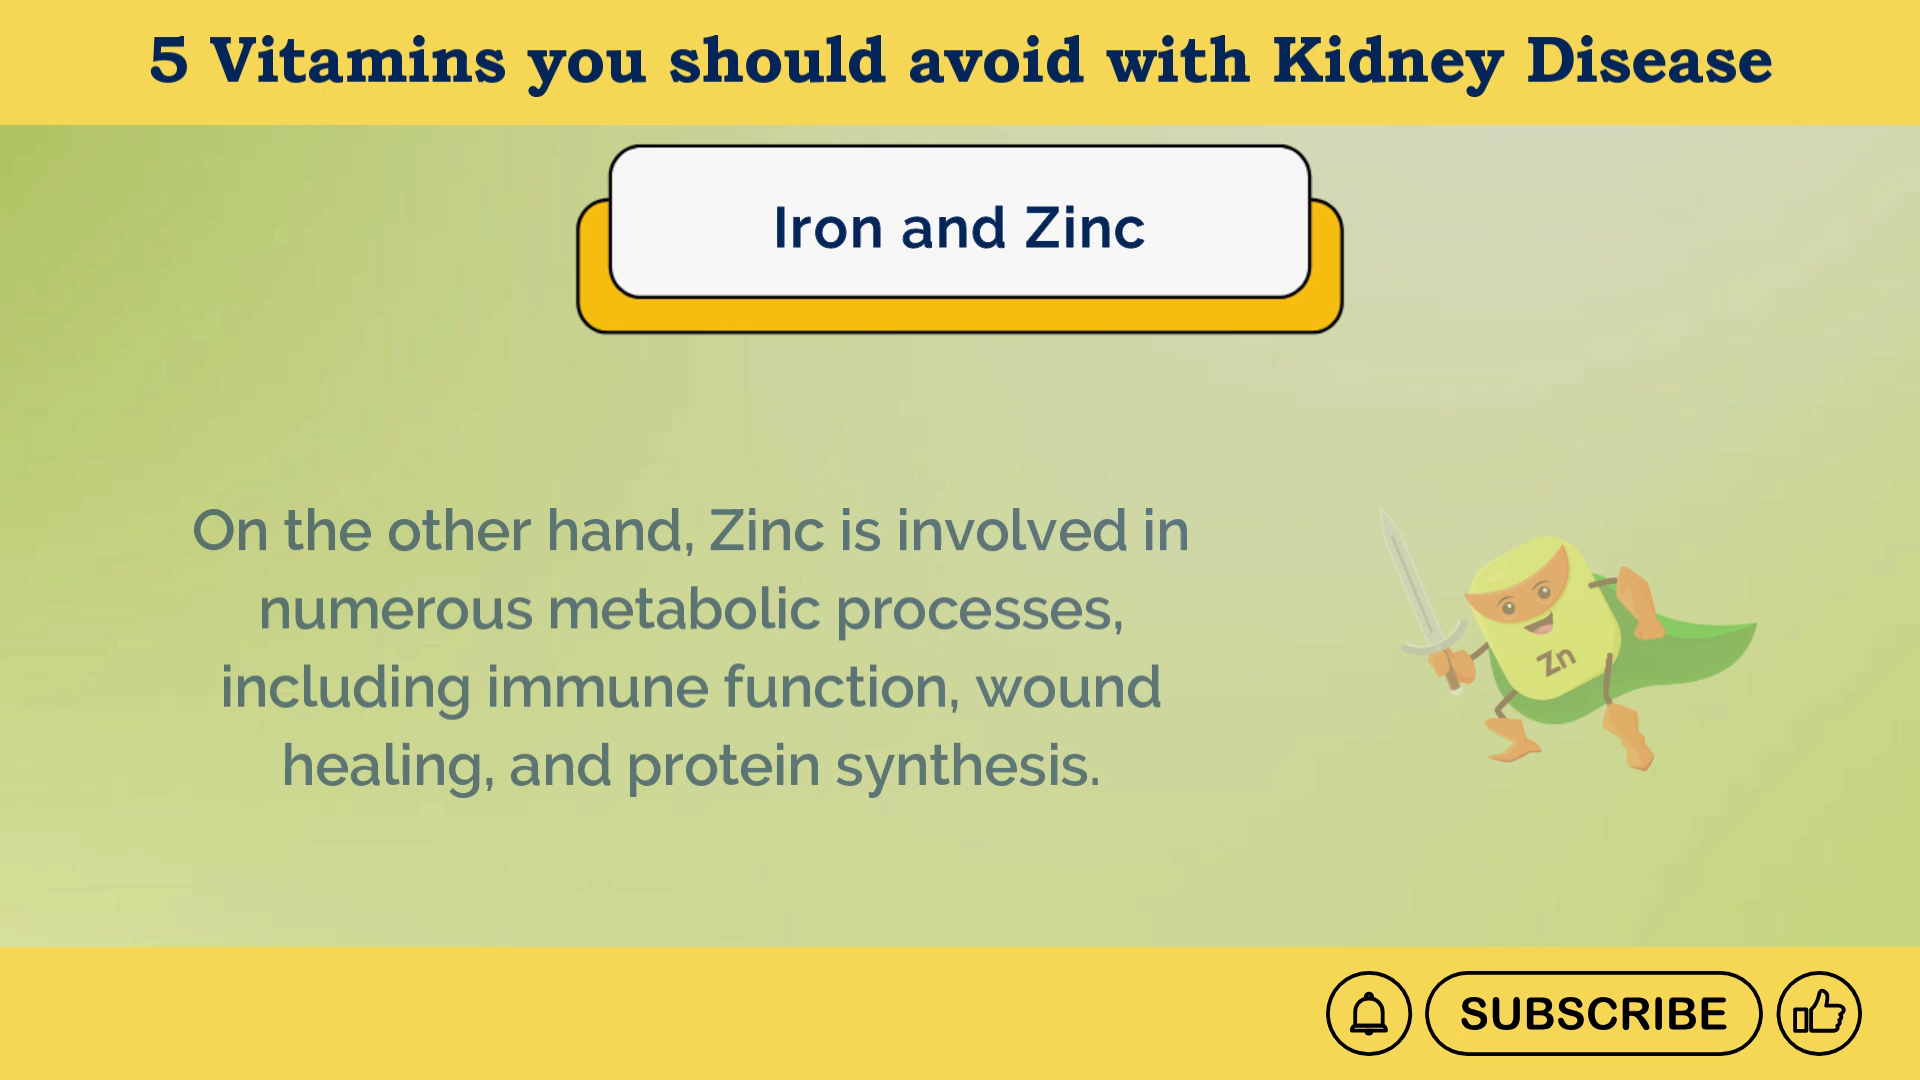 5 Vitamins you should avoid with Kidney Disease
Iron and Zinc
On the other hand, Zinc is involved in
numerous metabolic processes,
including immune function, wound
healing, and protein synthesis.
Zn
SUBSCRIBE